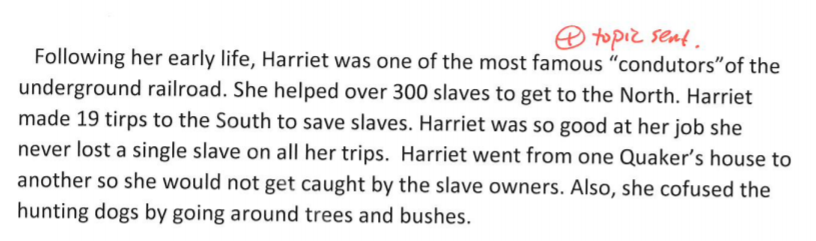 ⊕ topic sent.
Following her early life, Harriet was one of the most famous “condutors”of the
underground railroad. She helped over 300 slaves to get to the North. Harriet
made 19 tirps to the South to save slaves. Harriet was so good at her job she
never lost a single slave on all her trips.  Harriet went from one Quaker’s house to
another so she would not get caught by the slave owners. Also, she cofused the
hunting dogs by going around trees and bushes.